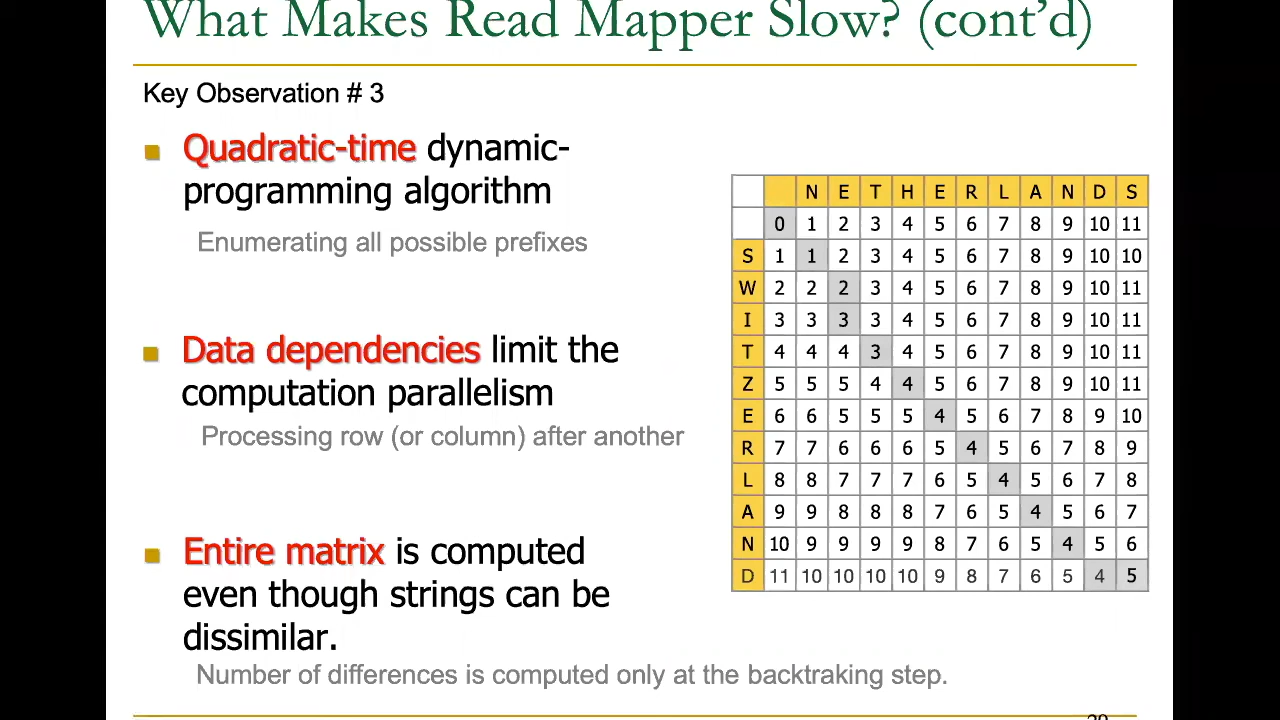 What Makes Read Mapper Slow? (cont’d)
Key Observation # 3
Quadratic-time dynamic-
programming algorithm
Enumerating all possible prefixes
Data dependencies limit the
computation parallelism
Processing row (or column) after another
Entire matrix is computed
even though strings can be
dissimilar.
Number of differences is computed only at the backtraking step.
N E T H E R L A N D S
0 1 2 3 4 5 6 7 8 9 10 11
S 1 1 2 3 4 5 6 7 8 9 10 10
W 2 2 2 3 4 5 6 7 8 9 10 11
I 3 3 3 3 4 5 6 7 8 9 10 11
T 4 4 4 3 4 5 6 7 8 9 10 11
Z 5 5 5 4 4 5 6 7 8 9 10 11
E 6 6 5 5 5 4 5 6 7 8 9 10
R 7 7 6 6 6 5 4 5 6 7 8 9
L 8 8 7 7 7 6 5 4 5 6 7 8
A 9 9 8 8 8 7 6 5 4 5 6 7
N 10 9 9 9 9 8 7 6 5 4 5 6
D 11 10 10 10 10 9 8 7 6 5 4 5